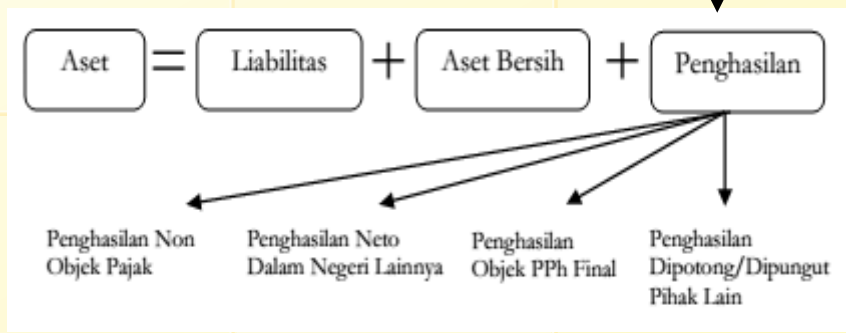 Aset = Liabilitas + Aset Bersih + Penghasilan
Penghasilan Non
Objek Pajak
Penghasilan Neto
Dalam Negeri Lainnya
Penghasilan
Objek PPh Final
Penghasilan
Dipotong/Dipungut
Pihak Lain